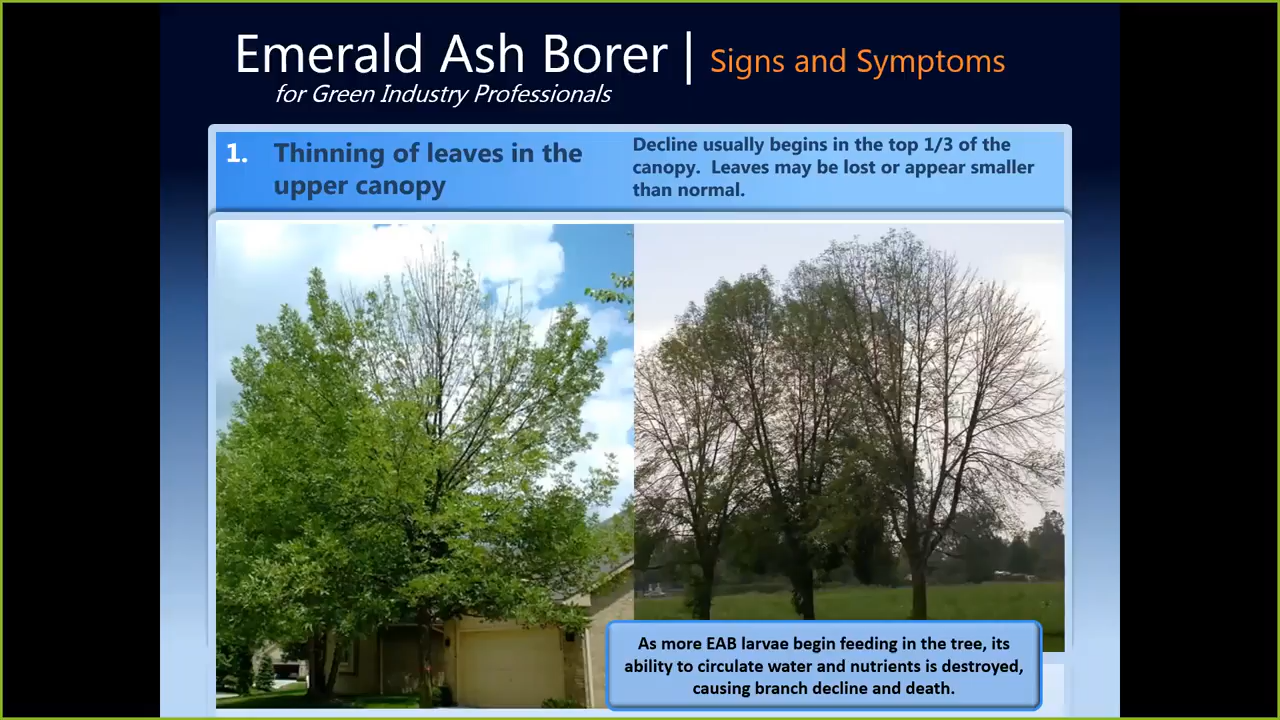 Emerald Ash Borer | Signs and Symptoms
for Green Industry Professionals
1. Thinning of leaves in the
upper canopy
Decline usually begins in the top 1/3 of the
canopy. Leaves may be lost or appear smaller
than normal.
As more EAB larvae begin feeding in the tree, its
ability to circulate water and nutrients is destroyed,
causing branch decline and death.